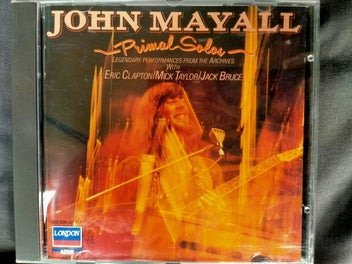 JOHN MAYALL
Primal Solos
LEGENDARY PERFORMANCES FROM THE ARCHIVES
WITH
ERIC CLAPTON/MICK TAYLOR/JACK BRUCE
LONDON